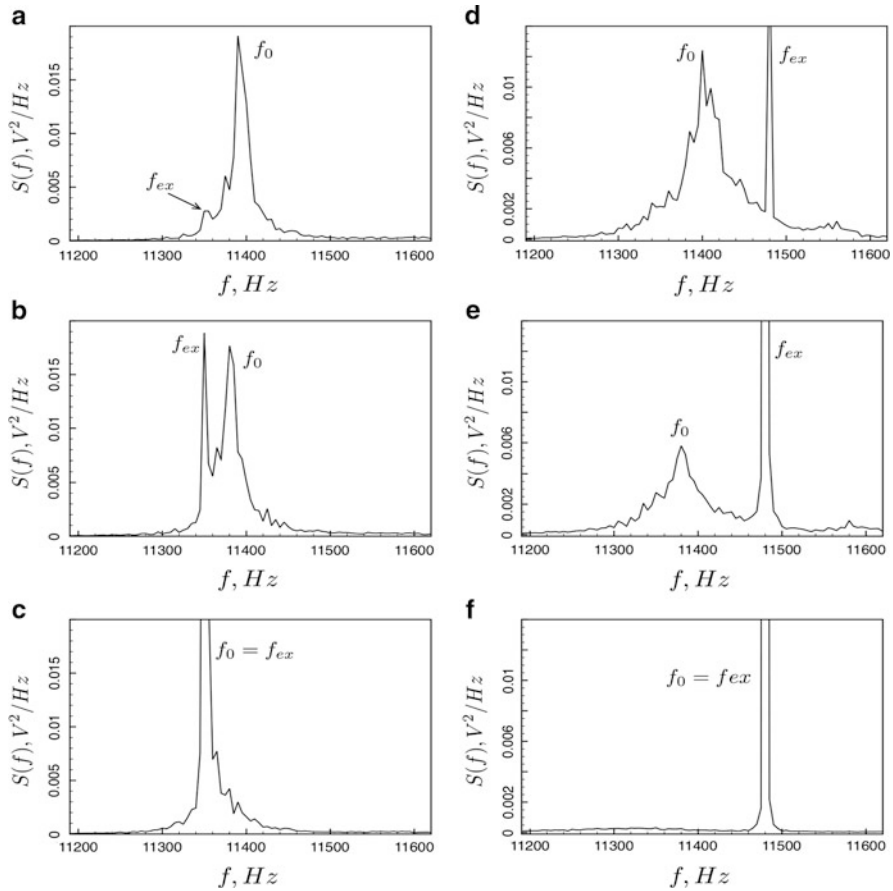 a
S(f), V²/Hz
0.015
0.01
0.005
0
f₀
f_ex
11200 11300 11400 11500 11600
f, Hz
b
S(f), V²/Hz
0.015
0.01
0.005
0
f_ex
f₀
11200 11300 11400 11500 11600
f, Hz
c
S(f), V²/Hz
0.015
0.01
0.005
0
f₀ = f_ex
11200 11300 11400 11500 11600
f, Hz
d
S(f), V²/Hz
0.01
0.006
0.002
0
f₀
f_ex
11200 11300 11400 11500 11600
f, Hz
e
S(f), V²/Hz
0.01
0.006
0.002
0
f₀
f_ex
11200 11300 11400 11500 11600
f, Hz
f
S(f), V²/Hz
0.01
0.006
0.002
0
f₀ = fex
11200 11300 11400 11500 11600
f, Hz